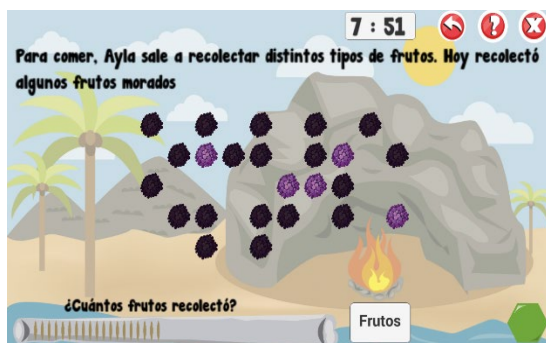 7 : 51
?
X
Para comer, Ayla sale a recolectar distintos tipos de frutos. Hoy recolectó
algunos frutos morados
¿Cuántos frutos recolectó?
Frutos